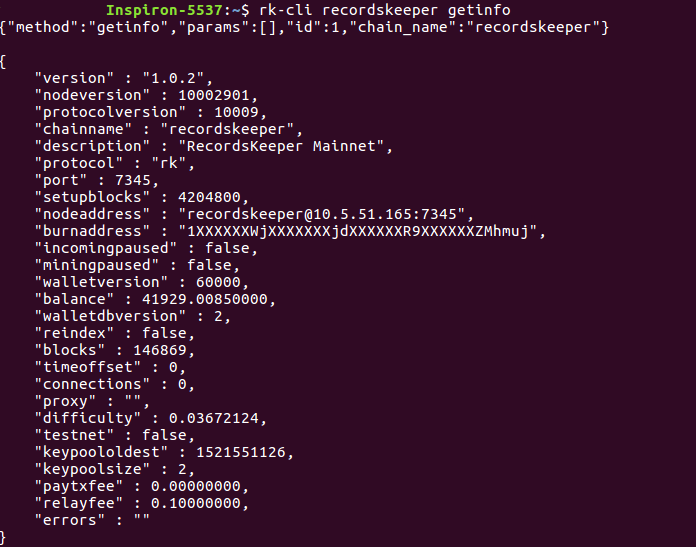 Inspiron-5537:~$ rk-cli recordskeeper getinfo
{"method":"getinfo","params":[],"id":1,"chain_name":"recordskeeper"}
{
"version" : "1.0.2",
"nodeversion" : 10002901,
"protocolversion" : 10009,
"chainname" : "recordskeeper",
"description" : "RecordsKeeper Mainnet",
"protocol" : "rk",
"port" : 7345,
"setupblocks" : 4204800,
"nodeaddress" : "recordskeeper@10.5.51.165:7345",
"burnaddress" : "1XXXXXXWjXXXXXXXjdXXXXXXR9XXXXXXZMhmuj",
"incomingpaused" : false,
"miningpaused" : false,
"walletversion" : 60000,
"balance" : 41929.00850000,
"walletdbversion" : 2,
"reindex" : false,
"blocks" : 146869,
"timeoffset" : 0,
"connections" : 0,
"proxy" : "",
"difficulty" : 0.03672124,
"testnet" : false,
"keypoololdest" : 1521551126,
"keypoolsize" : 2,
"paytxfee" : 0.00000000,
"relayfee" : 0.10000000,
"errors" : ""
}